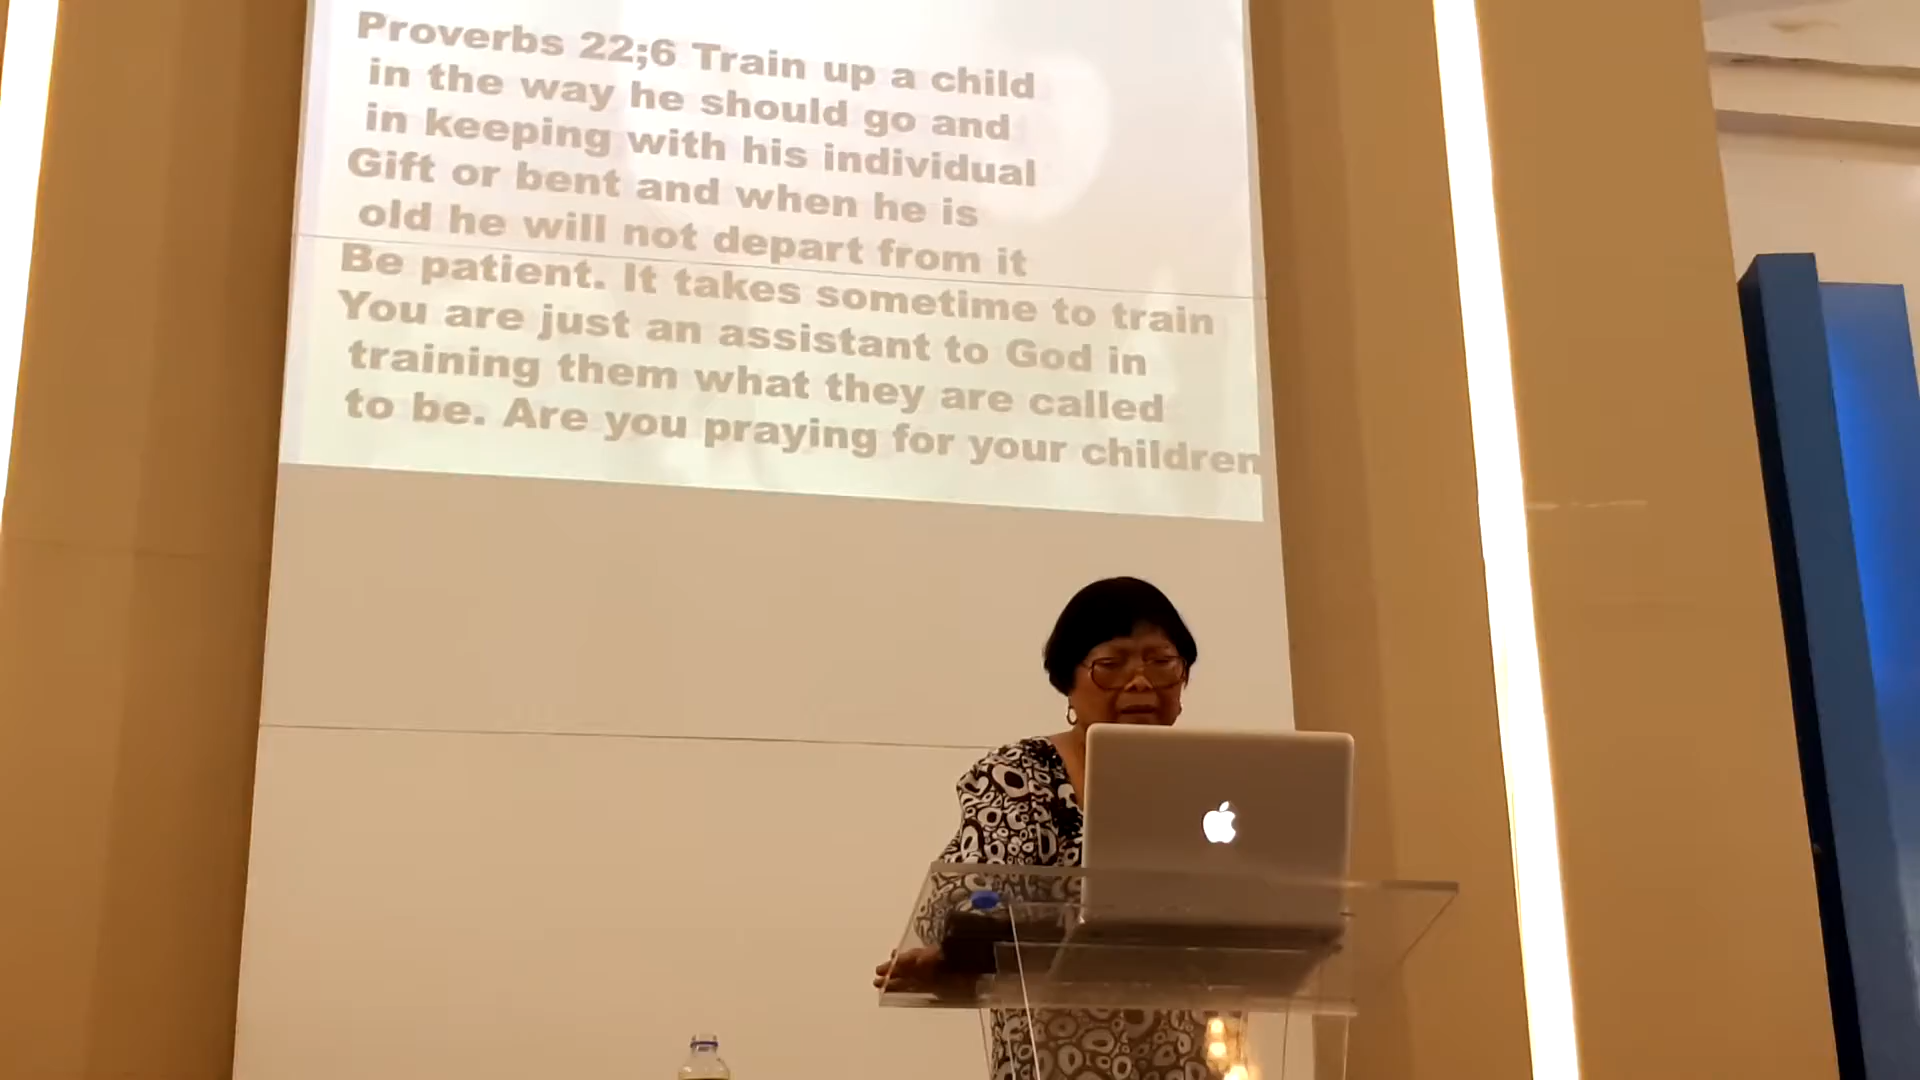 Proverbs 22;6 Train up a child
in the way he should go and
in keeping with his individual
Gift or bent and when he is
old he will not depart from it
Be patient. It takes sometime to train
You are just an assistant to God in
training them what they are called
to be. Are you praying for your children